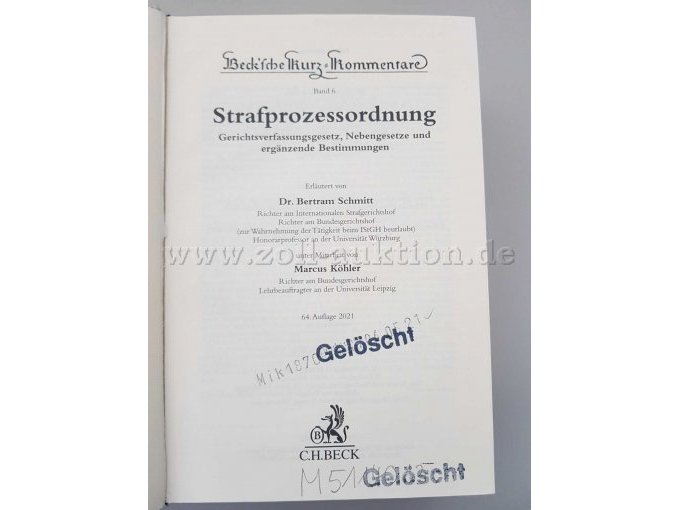 Beck'sche Kurz-Kommentare
Band 6
Strafprozessordnung
Gerichtsverfassungsgesetz, Nebengesetze und
ergänzende Bestimmungen
Erläutert von
Dr. Bertram Schmitt
Richter am Internationalen Strafgerichtshof
Richter am Bundesgerichtshof
(zur Wahrnehmung der Tätigkeit beim IStGH beurlaubt)
Honorarprofessor an der Universität Würzburg
www.zoll-auktion.de
unter Mitarbeit von
Marcus Köhler
Richter am Bundesgerichtshof
Lehrbeauftragter an der Universität Leipzig
64. Auflage 2021
Gelöscht
Mik1870
B
C.H.BECK
Gelöscht